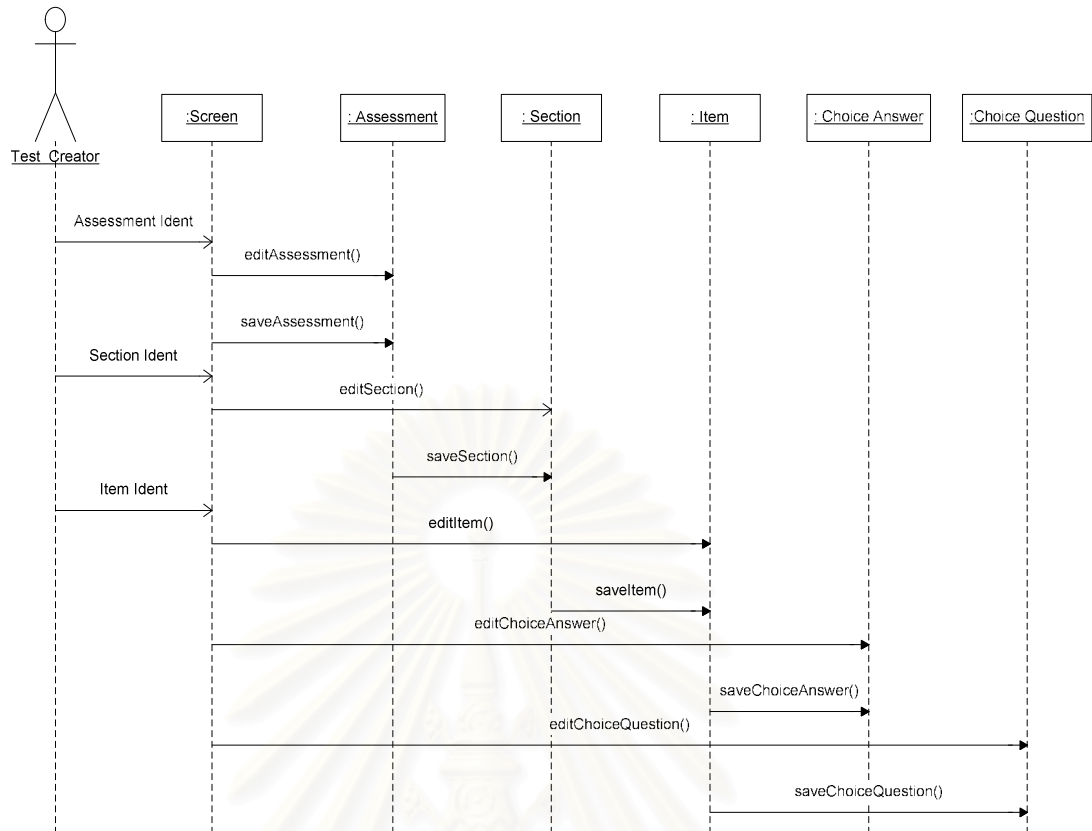 :Screen
: Assessment
: Section
: Item
: Choice Answer
:Choice Question
Test_Creator
Assessment Ident
editAssessment()
saveAssessment()
Section Ident
editSection()
saveSection()
Item Ident
editItem()
saveItem()
editChoiceAnswer()
saveChoiceAnswer()
editChoiceQuestion()
saveChoiceQuestion()